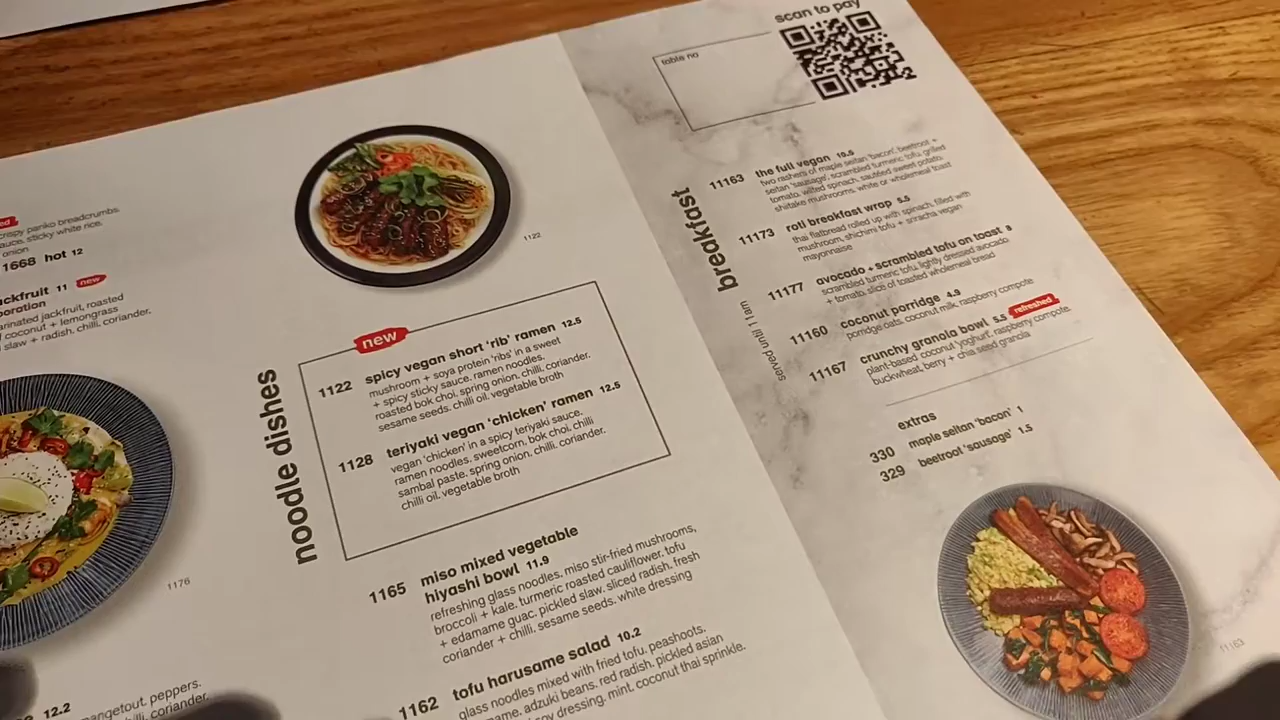 crispy panko breadcrumbs.
sauce. sticky white rice.
onion
1668 hot 12
ackfruit 11 new
oration
arinated jackfruit, roasted
of coconut + lemongrass
slaw + radish, chilli, coriander,
1176
12.2
mangetout, peppers.
chilli, coriander.
1122
noodle dishes
new
1122 spicy vegan short 'rib' ramen 12.5
mushroom + soya protein 'ribs' in a sweet
+ spicy sticky sauce. ramen noodles.
roasted bok choi. spring onion. chilli. coriander.
sesame seeds. chilli oil. vegetable broth
1128 teriyaki vegan 'chicken' ramen 12.5
vegan 'chicken' in a spicy teriyaki sauce.
ramen noodles. sweetcorn. bok choi. chilli
sambal paste. spring onion. chilli. coriander.
chilli oil. vegetable broth
1165 miso mixed vegetable
hiyashi bowl 11.9
refreshing glass noodles, miso stir-fried mushrooms,
broccoli + kale. turmeric roasted cauliflower. tofu
+ edamame guac. pickled slaw. sliced radish. fresh
coriander + chilli. sesame seeds. white dressing
1162 tofu harusame salad 10.2
glass noodles mixed with fried tofu. peashoots.
adzuki beans. red radish. pickled asian
dressing. mint. coconut thai sprinkle.
scan to pay
table no
breakfast
served until 11am
11163 the full vegan 10.5
two rashers of maple seitan 'bacon', beetroot +
seitan 'sausage'. scrambled turmeric tofu. grilled
tomato. wilted spinach. sautéed sweet potato.
shiitake mushrooms. white or wholemeal toast
11173 roti breakfast wrap 5.5
thai flatbread rolled up with spinach, filled with
mushroom, shichimi tofu + sriracha vegan
mayonnaise
11177 avocado + scrambled tofu on toast 9
scrambled turmeric tofu. lightly dressed avocado
+ tomato. slice of toasted wholemeal bread
11160 coconut porridge 4.9
porridge oats. coconut milk. raspberry compote
11167 crunchy granola bowl 5.5 refreshed
plant-based coconut 'yoghurt'. raspberry compote.
buckwheat, berry + chia seed granola
extras
330 maple seitan 'bacon' 1
329 beetroot 'sausage' 1.5
11163